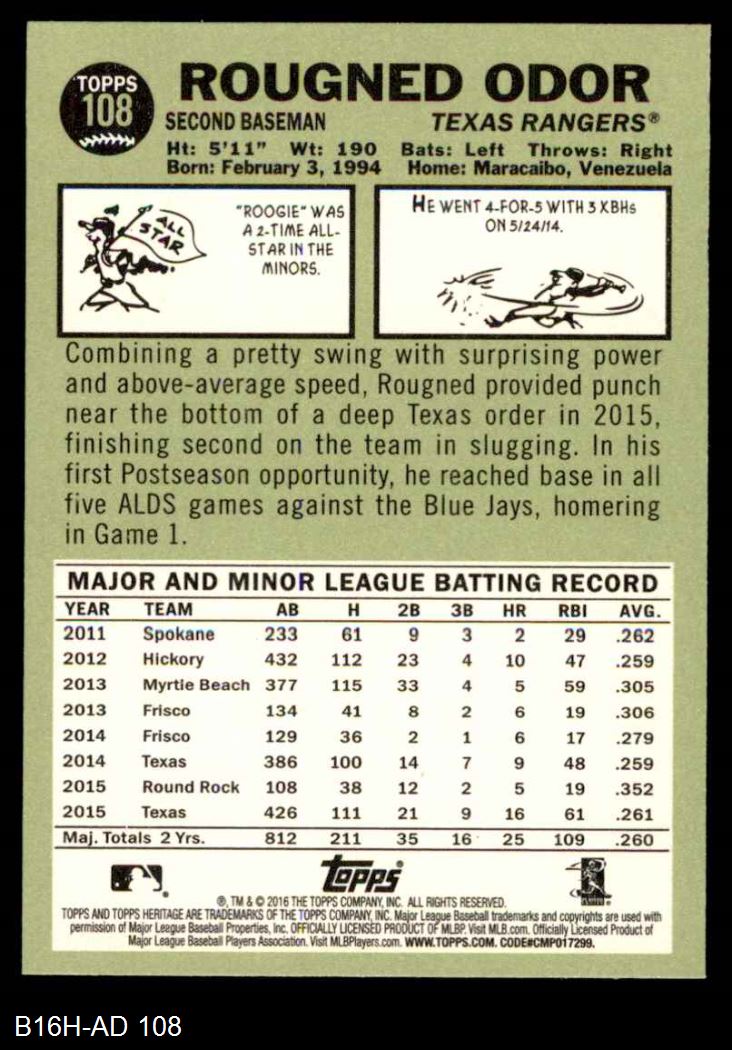 TOPPS
108
ROUGNED ODOR
SECOND BASEMAN TEXAS RANGERS®
Ht: 5'11" Wt: 190 Bats: Left Throws: Right
Born: February 3, 1994 Home: Maracaibo, Venezuela
ALL
STAR
"ROOGIE" WAS
A 2-TIME ALL-
STAR IN THE
MINORS.
HE WENT 4-FOR-5 WITH 3 XBHs
ON 5/24/14.
Combining a pretty swing with surprising power
and above-average speed, Rougned provided punch
near the bottom of a deep Texas order in 2015,
finishing second on the team in slugging. In his
first Postseason opportunity, he reached base in all
five ALDS games against the Blue Jays, homering
in Game 1.
MAJOR AND MINOR LEAGUE BATTING RECORD
YEAR TEAM AB H 2B 3B HR RBI AVG.
2011 Spokane 233 61 9 3 2 29 .262
2012 Hickory 432 112 23 4 10 47 .259
2013 Myrtle Beach 377 115 33 4 5 59 .305
2013 Frisco 134 41 8 2 6 19 .306
2014 Frisco 129 36 2 1 6 17 .279
2014 Texas 386 100 14 7 9 48 .259
2015 Round Rock 108 38 12 2 5 19 .352
2015 Texas 426 111 21 9 16 61 .261
Maj. Totals 2 Yrs. 812 211 35 16 25 109 .260
topps
®, TM & © 2016 THE TOPPS COMPANY, INC. ALL RIGHTS RESERVED.
TOPPS AND TOPPS HERITAGE ARE TRADEMARKS OF THE TOPPS COMPANY, INC. Major League Baseball trademarks and copyrights are used with
permission of Major League Baseball Properties, Inc. OFFICIALLY LICENSED PRODUCT OF MLBP. Visit MLB.com. Officially Licensed Product of
Major League Baseball Players Association. Visit MLBPlayers.com. WWW.TOPPS.COM. CODE#CMP017299.
B16H-AD 108